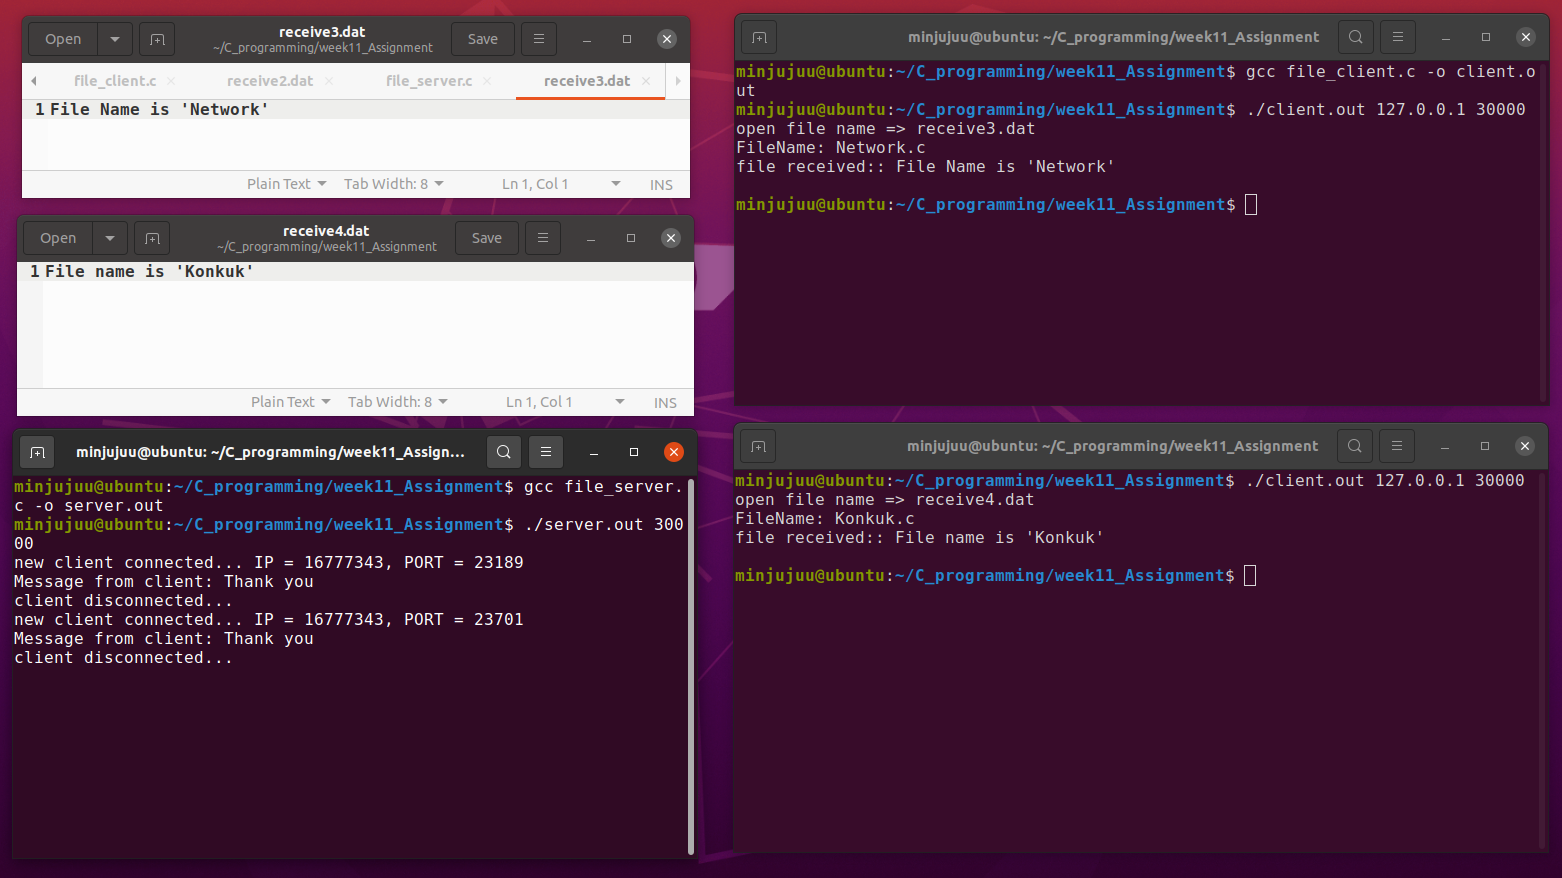 Open
receive3.dat
~/C_programming/week11_Assignment
Save
file_client.c
receive2.dat
file_server.c
receive3.dat
1 File Name is 'Network'
Plain Text
Tab Width: 8
Ln 1, Col 1
INS
Open
receive4.dat
~/C_programming/week11_Assignment
Save
1 File name is 'Konkuk'
Plain Text
Tab Width: 8
Ln 1, Col 1
INS
minjujuu@ubuntu: ~/C_programming/week11_Assign...
minjujuu@ubuntu:~/C_programming/week11_Assignment$ gcc file_server.
c -o server.out
minjujuu@ubuntu:~/C_programming/week11_Assignment$ ./server.out 300
00
new client connected... IP = 16777343, PORT = 23189
Message from client: Thank you
client disconnected...
new client connected... IP = 16777343, PORT = 23701
Message from client: Thank you
client disconnected...
minjujuu@ubuntu: ~/C_programming/week11_Assignment
minjujuu@ubuntu:~/C_programming/week11_Assignment$ gcc file_client.c -o client.o
ut
minjujuu@ubuntu:~/C_programming/week11_Assignment$ ./client.out 127.0.0.1 30000
open file name => receive3.dat
FileName: Network.c
file received:: File Name is 'Network'
minjujuu@ubuntu:~/C_programming/week11_Assignment$
minjujuu@ubuntu: ~/C_programming/week11_Assignment
minjujuu@ubuntu:~/C_programming/week11_Assignment$ ./client.out 127.0.0.1 30000
open file name => receive4.dat
FileName: Konkuk.c
file received:: File name is 'Konkuk'
minjujuu@ubuntu:~/C_programming/week11_Assignment$